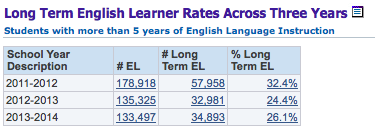 Long Term English Learner Rates Across Three Years
Students with more than 5 years of English Language Instruction
School Year Description # EL # Long Term EL % Long Term EL
2011-2012 178,918 57,958 32.4%
2012-2013 135,325 32,981 24.4%
2013-2014 133,497 34,893 26.1%